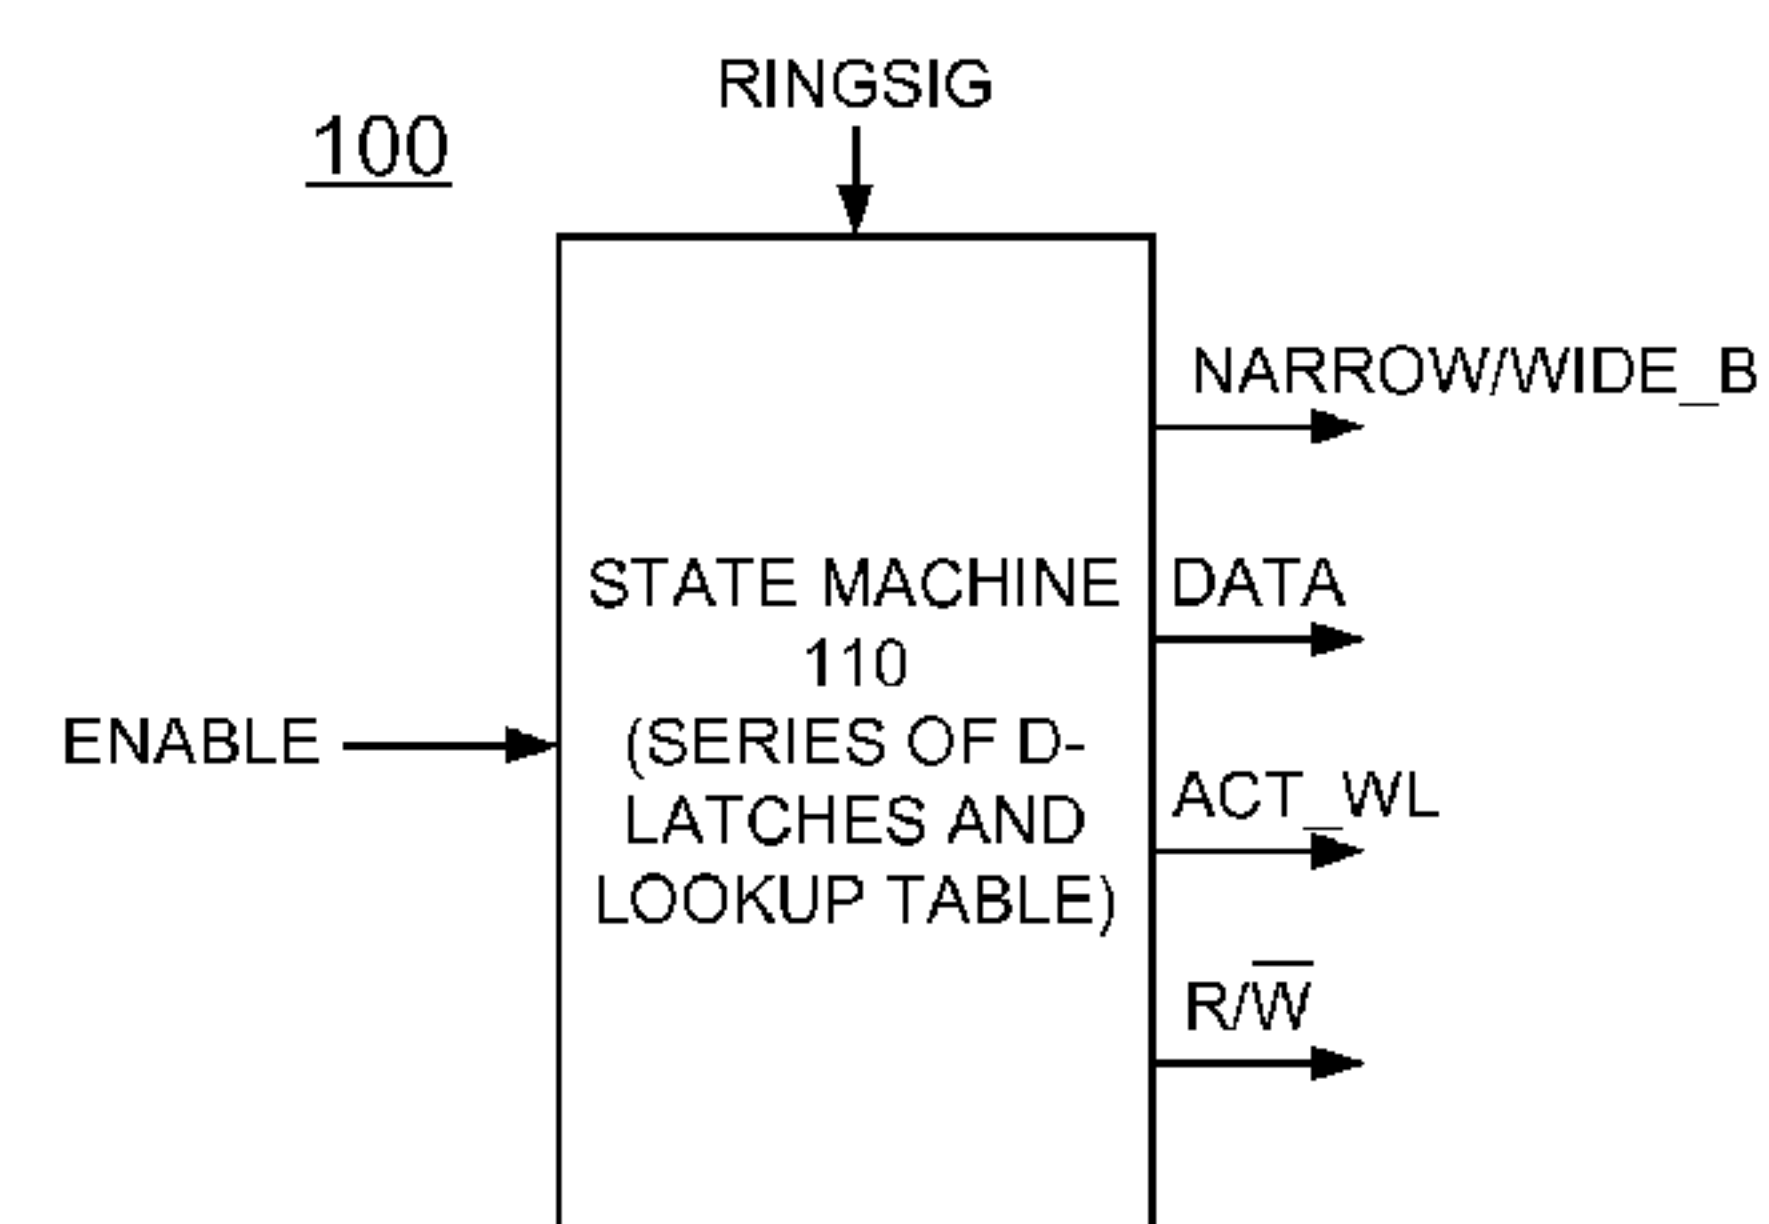 RINGSIG
100
NARROW/WIDE_B
STATE MACHINE
110
(SERIES OF D-
LATCHES AND
LOOKUP TABLE)
DATA
ENABLE
ACT_WL
R/W̅